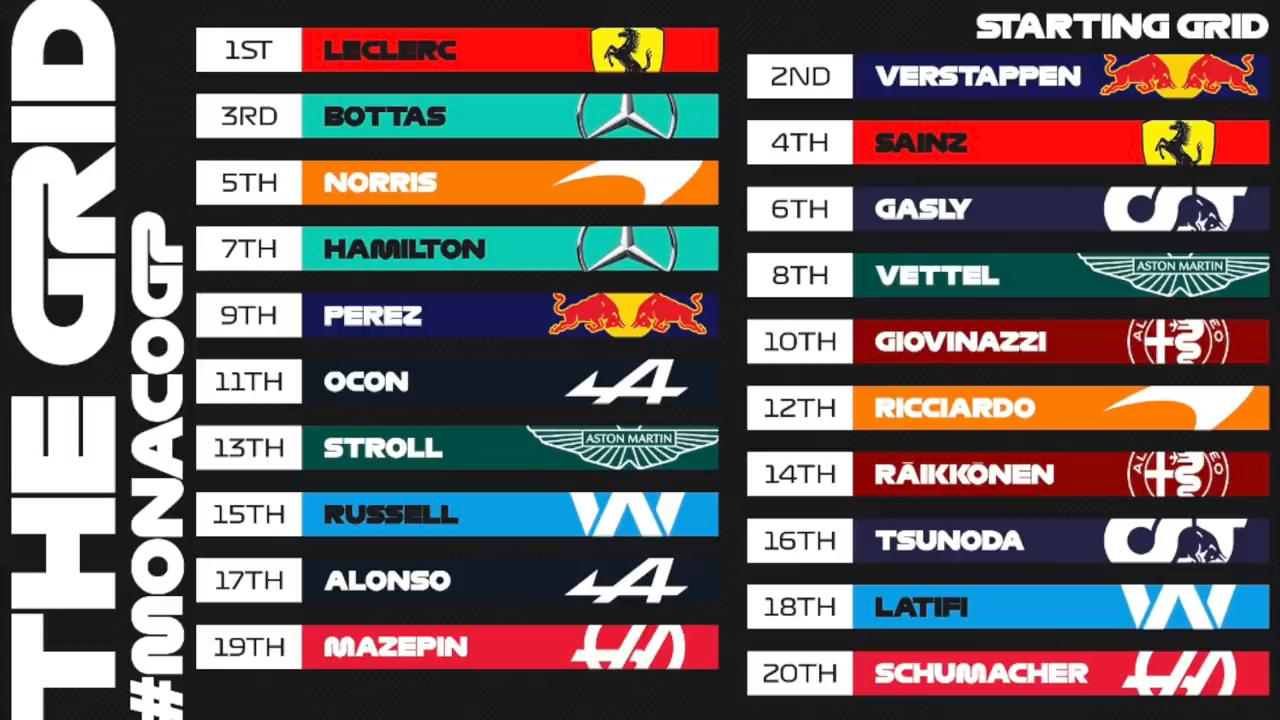 THE GRID
#MONACOGP
STARTING GRID
1ST LECLERC
2ND VERSTAPPEN
3RD BOTTAS
4TH SAINZ
5TH NORRIS
6TH GASLY
7TH HAMILTON
8TH VETTEL ASTON MARTIN
9TH PEREZ
10TH GIOVINAZZI
11TH OCON
12TH RICCIARDO
13TH STROLL ASTON MARTIN
14TH RÄIKKÖNEN
15TH RUSSELL
16TH TSUNODA
17TH ALONSO
18TH LATIFI
19TH MAZEPIN
20TH SCHUMACHER